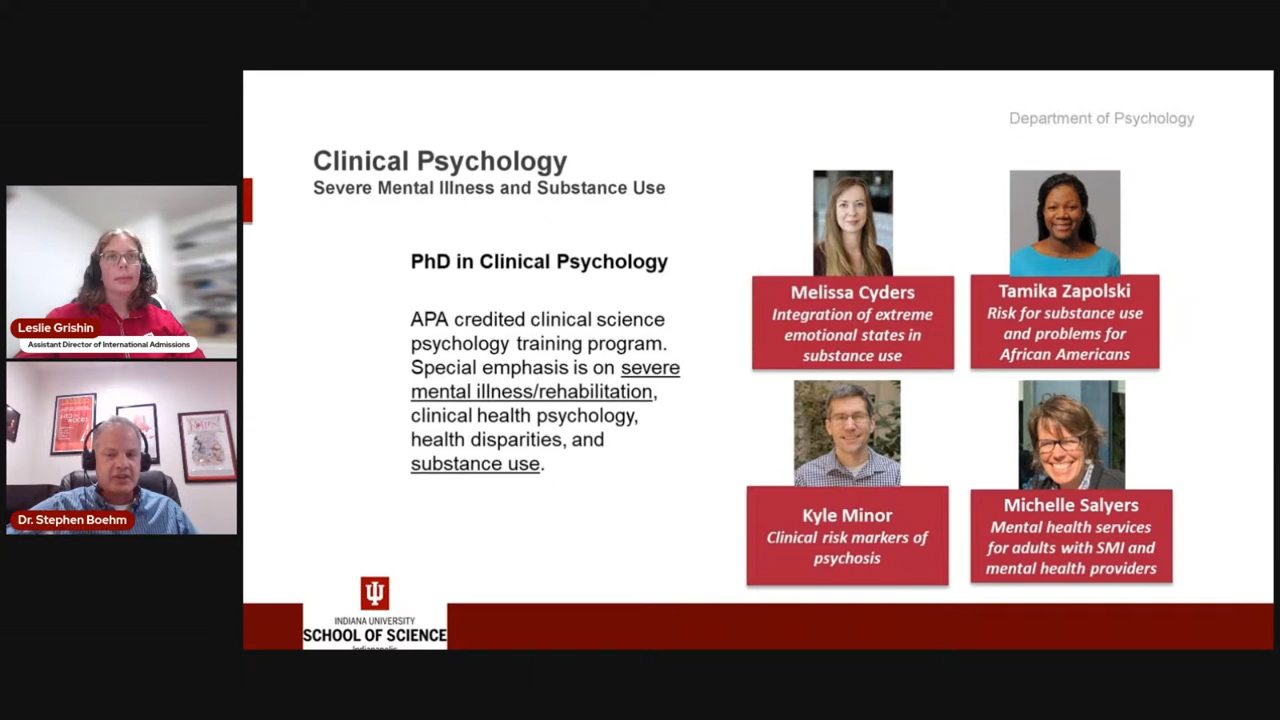 Department of Psychology
Clinical Psychology
Severe Mental Illness and Substance Use
PhD in Clinical Psychology
APA credited clinical science
psychology training program.
Special emphasis is on severe
mental illness/rehabilitation,
clinical health psychology,
health disparities, and
substance use.
Melissa Cyders
Integration of extreme
emotional states in
substance use
Tamika Zapolski
Risk for substance use
and problems for
African Americans
Kyle Minor
Clinical risk markers of
psychosis
Michelle Salyers
Mental health services
for adults with SMI and
mental health providers
Leslie Grishin
Assistant Director of International Admissions
Dr. Stephen Boehm
INDIANA UNIVERSITY
SCHOOL OF SCIENCE
Indianapolis